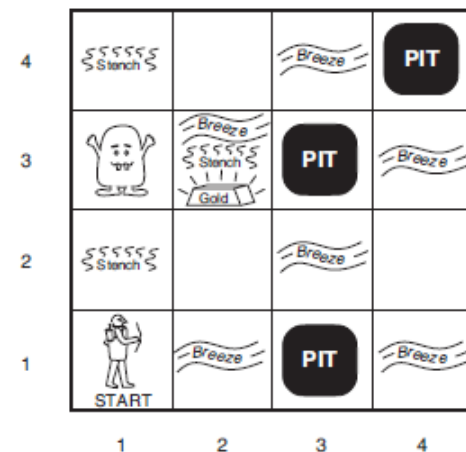 4 Stench Breeze PIT
Breeze
3 Stench PIT Breeze
Gold
2 Stench Breeze
1 Breeze PIT Breeze
START
1 2 3 4